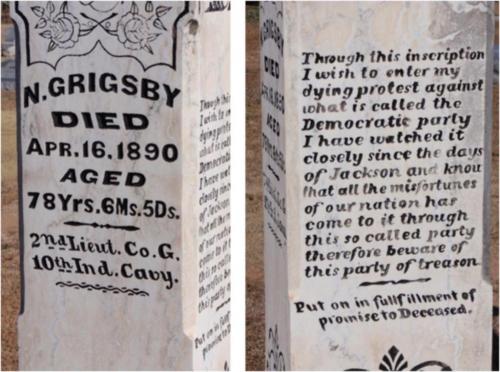 N. GRIGSBY
DIED
APR. 16, 1890
AGED
78 Yrs. 6 Ms. 5 Ds.
2nd Lieut. Co. G.
10th Ind. Cavy.
Through this inscription
I wish to enter my
dying protest against
what is called the
Democratic party
I have watched it
closely since the days
of Jackson and know
that all the misfortunes
of our nation has
come to it through
this so called party
therefore beware of
this party of treason.
Put on in fullfillment of
promise to Deceased.